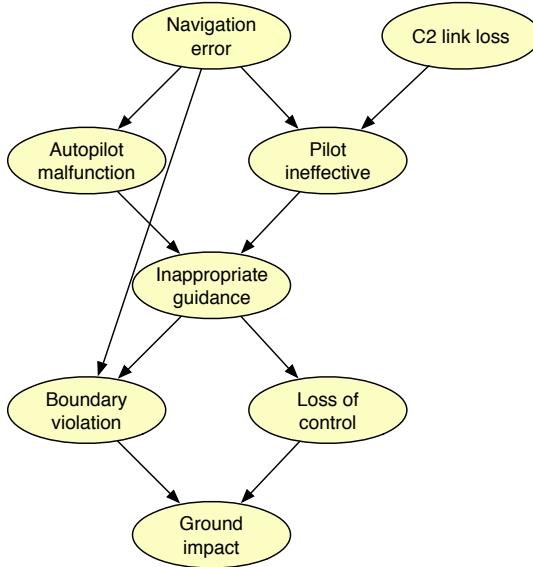 Navigation
error
C2 link loss
Autopilot
malfunction
Pilot
ineffective
Inappropriate
guidance
Boundary
violation
Loss of
control
Ground
impact